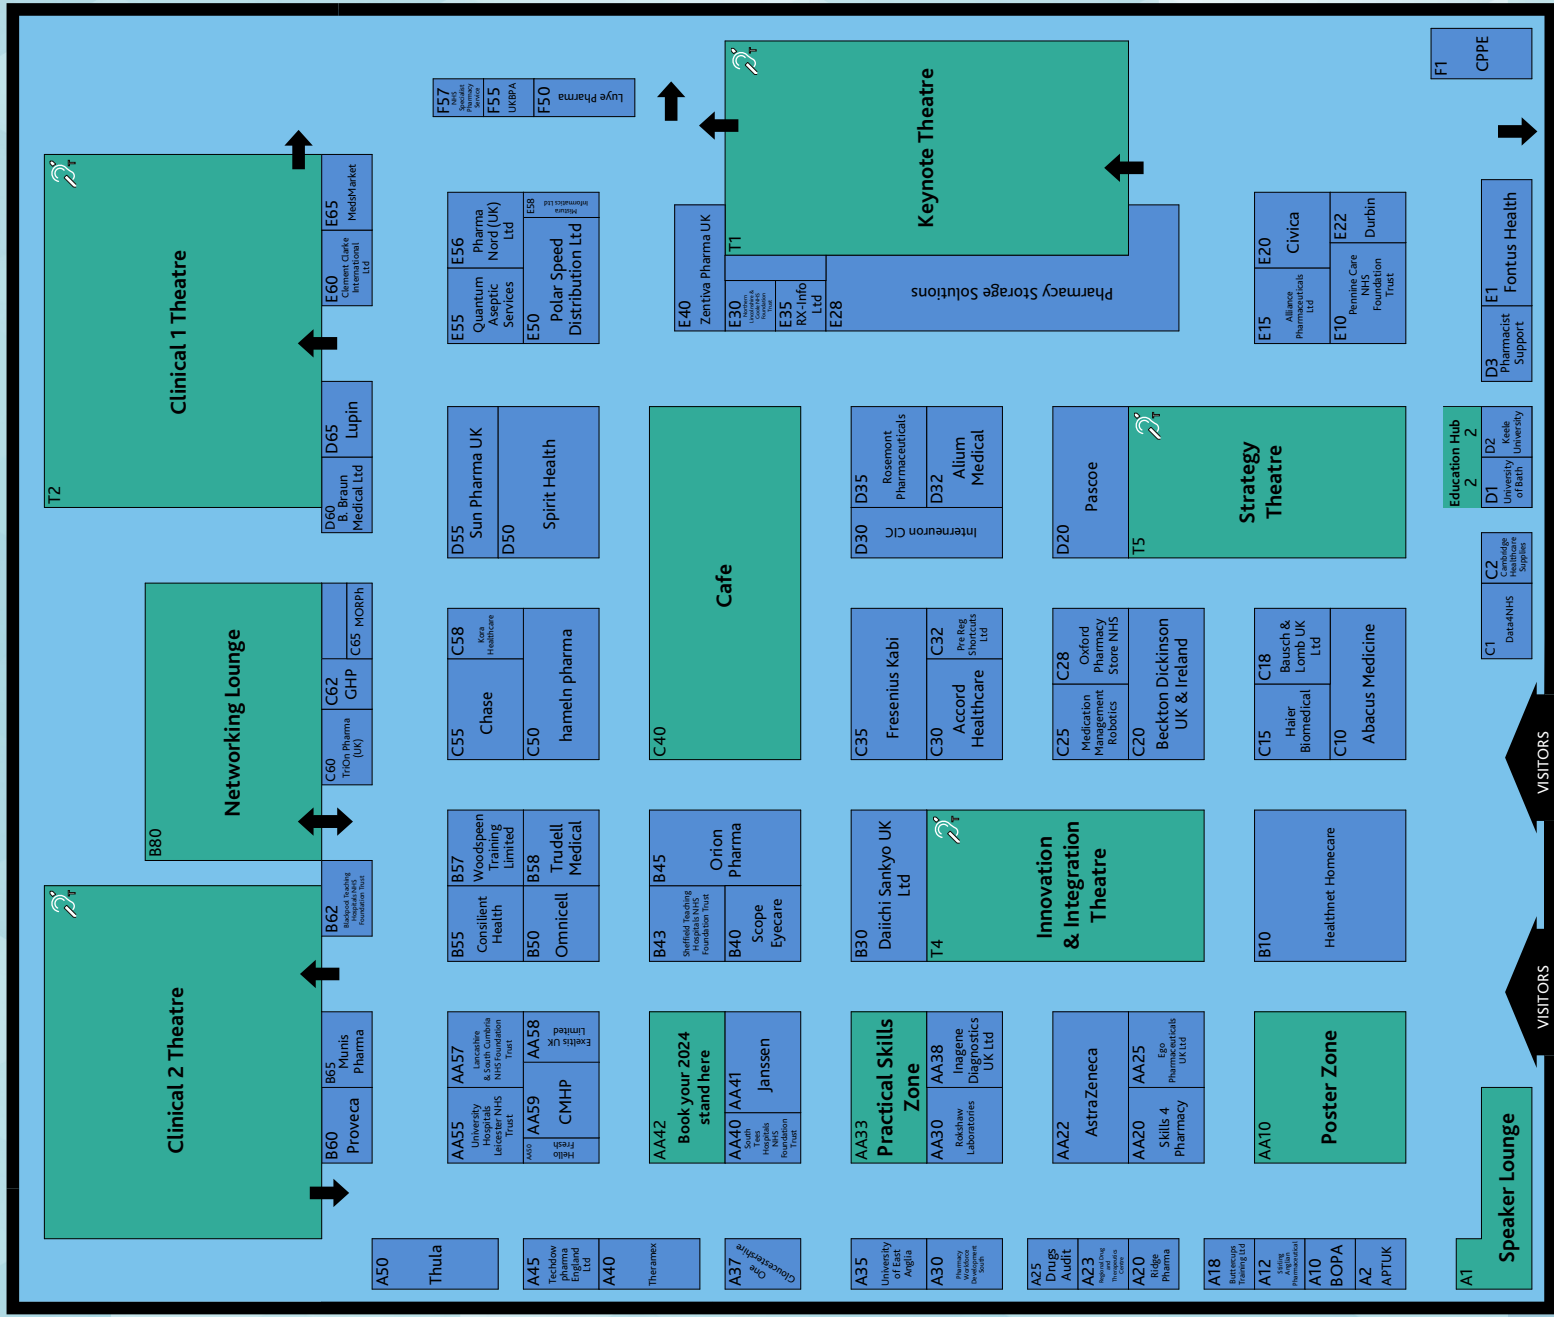 T2
Clinical 1 Theatre
E65
MedsMarket
E60
Clement Clarke
International
Ltd
D65
Lupin
D60
B. Braun
Medical Ltd
B80
Networking Lounge
C65 MORPh
C62
GHP
C60
TriOn Pharma
(UK)
B62
Blackpool Teaching
Hospitals NHS
Foundation Trust
Clinical 2 Theatre
B65
Munis
Pharma
B60
Proveca
A50
Thula
F57
NHS
Specialist
Pharmacy
Service
F55
UKBPA
F50
Luye Pharma
E56
Pharma
Nord (UK)
Ltd
E58
Mistura
Informatics Ltd
E55
Quantum
Aseptic
Services
E50
Polar Speed
Distribution Ltd
D55
Sun Pharma UK
D50
Spirit Health
C58
Kora
Healthcare
C55
Chase
C50
hameln pharma
B57
Woodspeen
Training
Limited
B58
Trudell
Medical
B55
Consilient
Health
B50
Omnicell
AA57
Lancashire
& South Cumbria
NHS Foundation
Trust
AA58
Exeltis UK
Limited
AA55
University
Hospitals
Leicester NHS
Trust
AA59
CMHP
AA50
Hello
Fresh
A45
Techdow
pharma
England
Ltd
A40
Theramex
T1
Keynote Theatre
E40
Zentiva Pharma UK
E30
Northern
Lincolnshire &
Goole NHS
Foundation
Trust
E35
RX-Info
Ltd
E28
Pharmacy Storage Solutions
C40
Cafe
B45
Orion
Pharma
B43
Sheffield Teaching
Hospitals NHS
Foundation Trust
B40
Scope
Eyecare
AA42
Book your 2024
stand here
AA41
Janssen
AA40
South
Tees
Hospitals
NHS
Foundation
Trust
A37
One
Gloucestershire
D35
Rosemont
Pharmaceuticals
D32
Alium
Medical
D30
Interneuron CIC
C35
Fresenius Kabi
C32
Pre Reg
Shortcuts
Ltd
C30
Accord
Healthcare
B30
Daiichi Sankyo UK
Ltd
T4
Innovation
& Integration
Theatre
AA33
Practical Skills
Zone
AA38
Inagene
Diagnostics
UK Ltd
AA30
Rokshaw
Laboratories
A35
University
of East
Anglia
A30
Pharmacy
Workforce
Development
South
D20
Pascoe
T5
Strategy
Theatre
C28
Oxford
Pharmacy
Store NHS
C25
Medication
Management
Robotics
C20
Beckton Dickinson
UK & Ireland
AA22
AstraZeneca
AA25
Ego
Pharmaceuticals
UK Ltd
AA20
Skills 4
Pharmacy
A25
Drugs
Audit
A23
Regional Drug
and
Therapeutics
Centre
A20
Ridge
Pharma
E20
Civica
E22
Durbin
E15
Alliance
Pharmaceuticals
Ltd
E10
Pennine Care
NHS
Foundation
Trust
C18
Bausch &
Lomb UK
Ltd
C15
Haier
Biomedical
C10
Abacus Medicine
B10
Healthnet Homecare
AA10
Poster Zone
A18
Buttercups
Training Ltd
A12
Stirling
Anglian
Pharmaceutical
A10
BOPA
A2
APTUK
F1
CPPE
E1
Fontus Health
D3
Pharmacist
Support
Education Hub
2 2
D2
Keele
University
D1
University
of Bath
C2
Cambridge
Healthcare
Supplies
C1
Data4NHS
VISITORS
VISITORS
A1
Speaker Lounge
T
T
T
T
T